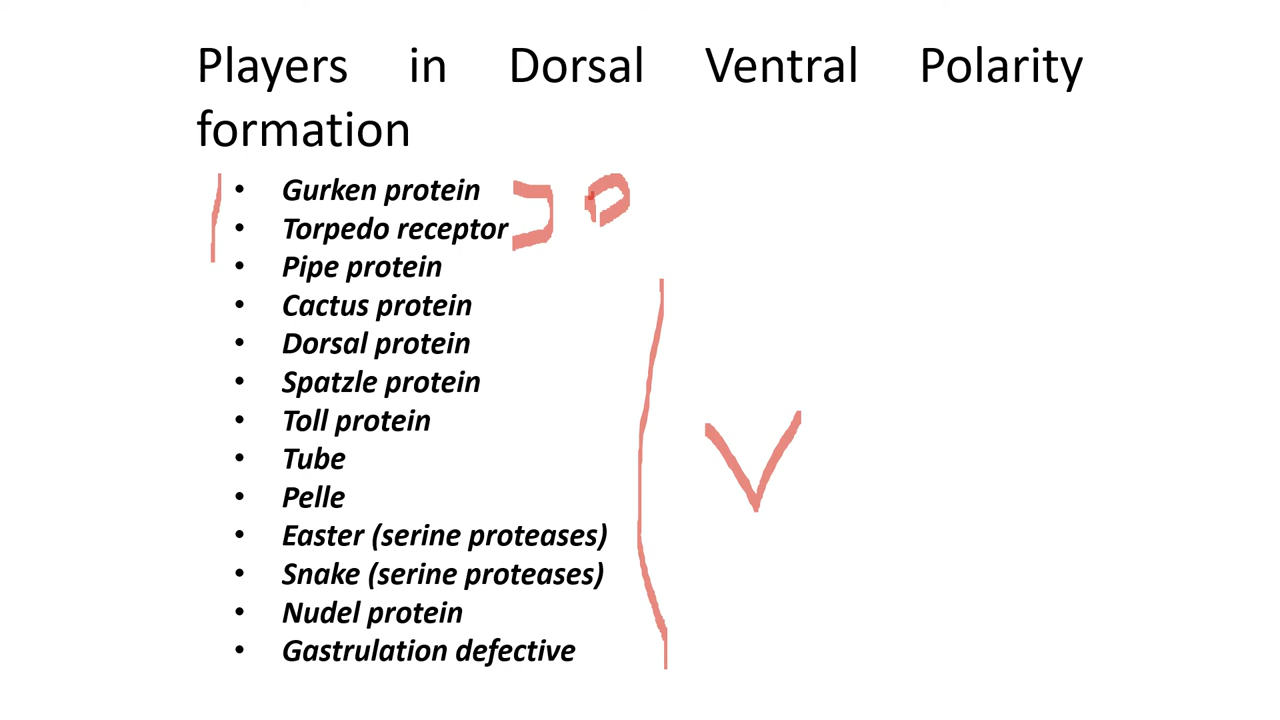 Players in Dorsal Ventral Polarity
formation
• Gurken protein
• Torpedo receptor
• Pipe protein
• Cactus protein
• Dorsal protein
• Spatzle protein
• Toll protein
• Tube
• Pelle
• Easter (serine proteases)
• Snake (serine proteases)
• Nudel protein
• Gastrulation defective
D
V